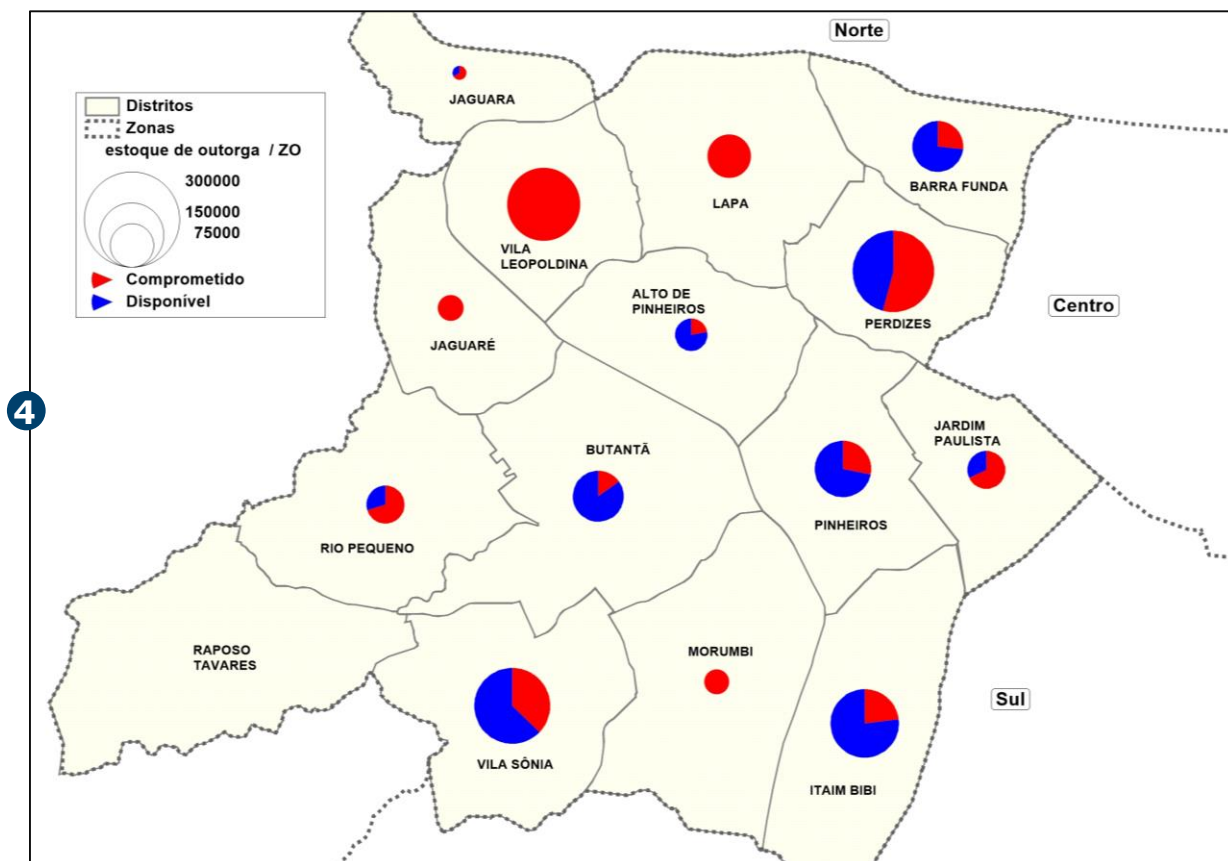 Norte
JAGUARA
Distritos
Zonas
estoque de outorga / ZO
300000
150000
75000
Comprometido
Disponível
BARRA FUNDA
LAPA
VILA
LEOPOLDINA
ALTO DE
PINHEIROS
PERDIZES
Centro
JAGUARÉ
4
JARDIM
PAULISTA
BUTANTÃ
PINHEIROS
RIO PEQUENO
RAPOSO
TAVARES
MORUMBI
Sul
VILA SÔNIA
ITAIM BIBI